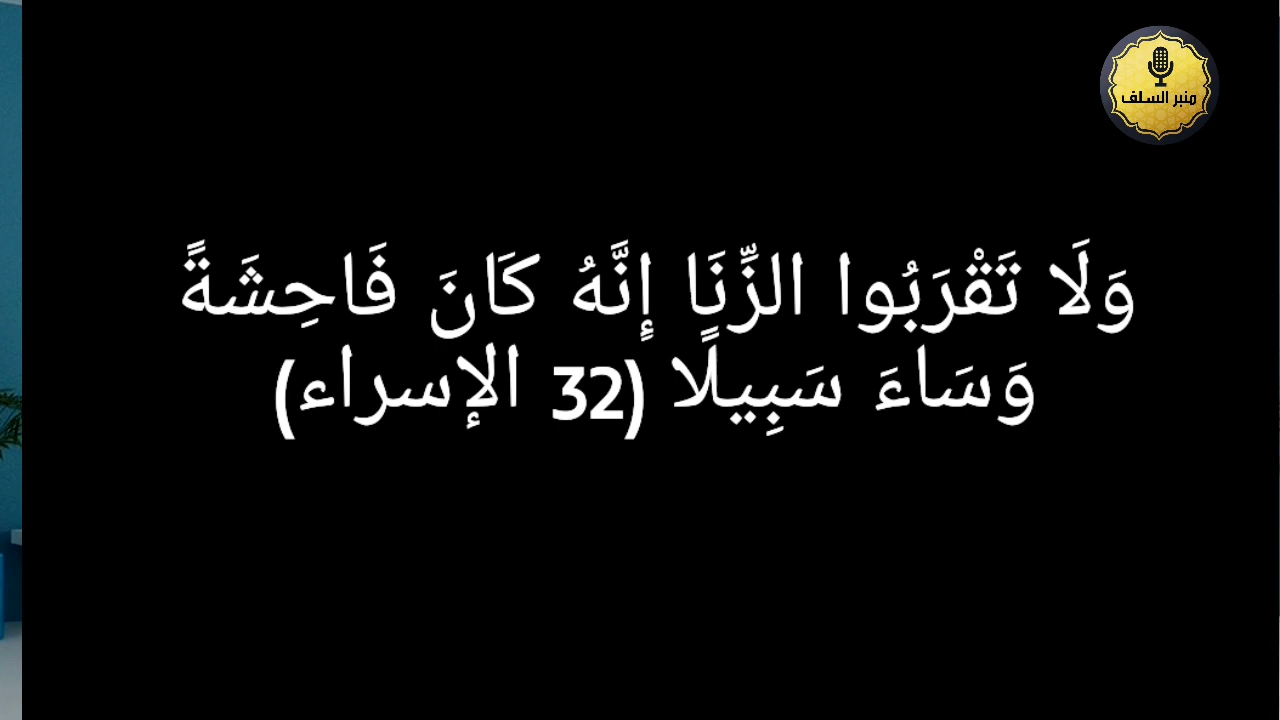 منبر السلف
وَلَا تَقْرَبُوا الزِّنَا إِنَّهُ كَانَ فَاحِشَةً
وَسَاءَ سَبِيلًا (32 الإسراء)